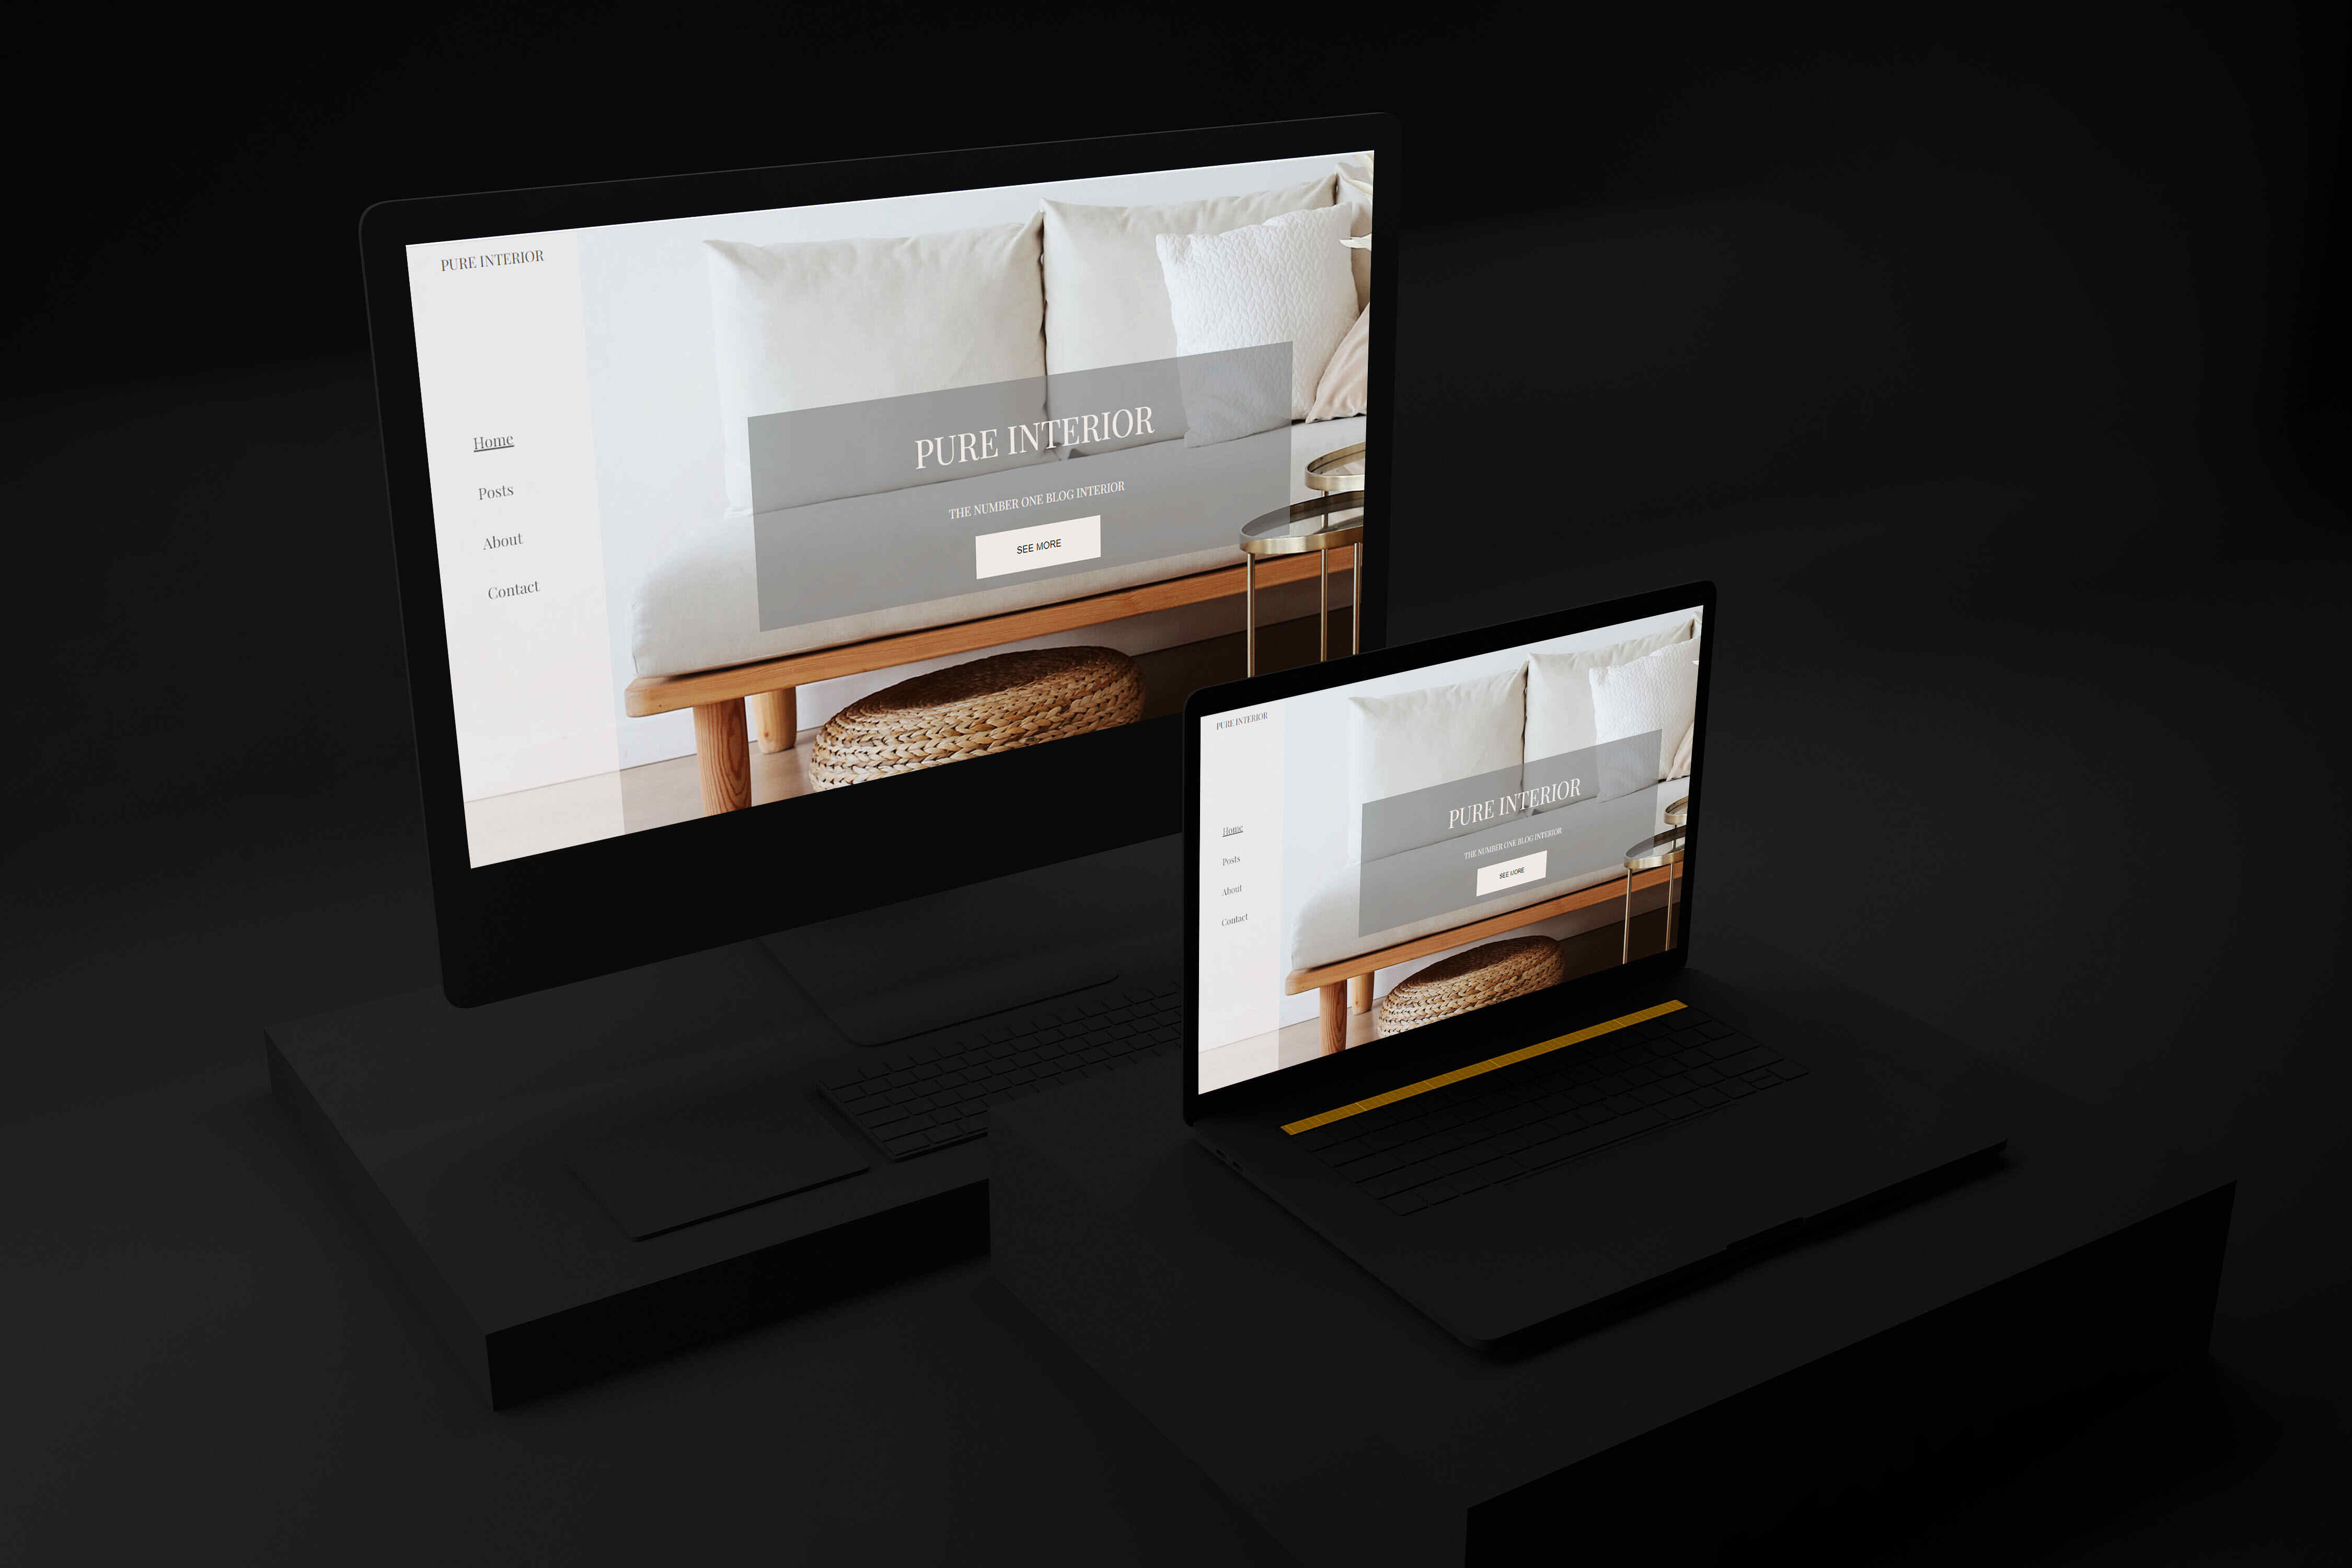 PURE INTERIOR
Home
Posts
About
Contact
PURE INTERIOR
THE NUMBER ONE BLOG INTERIOR
SEE MORE
PURE INTERIOR
Home
Posts
About
Contact
PURE INTERIOR
THE NUMBER ONE BLOG INTERIOR
SEE MORE